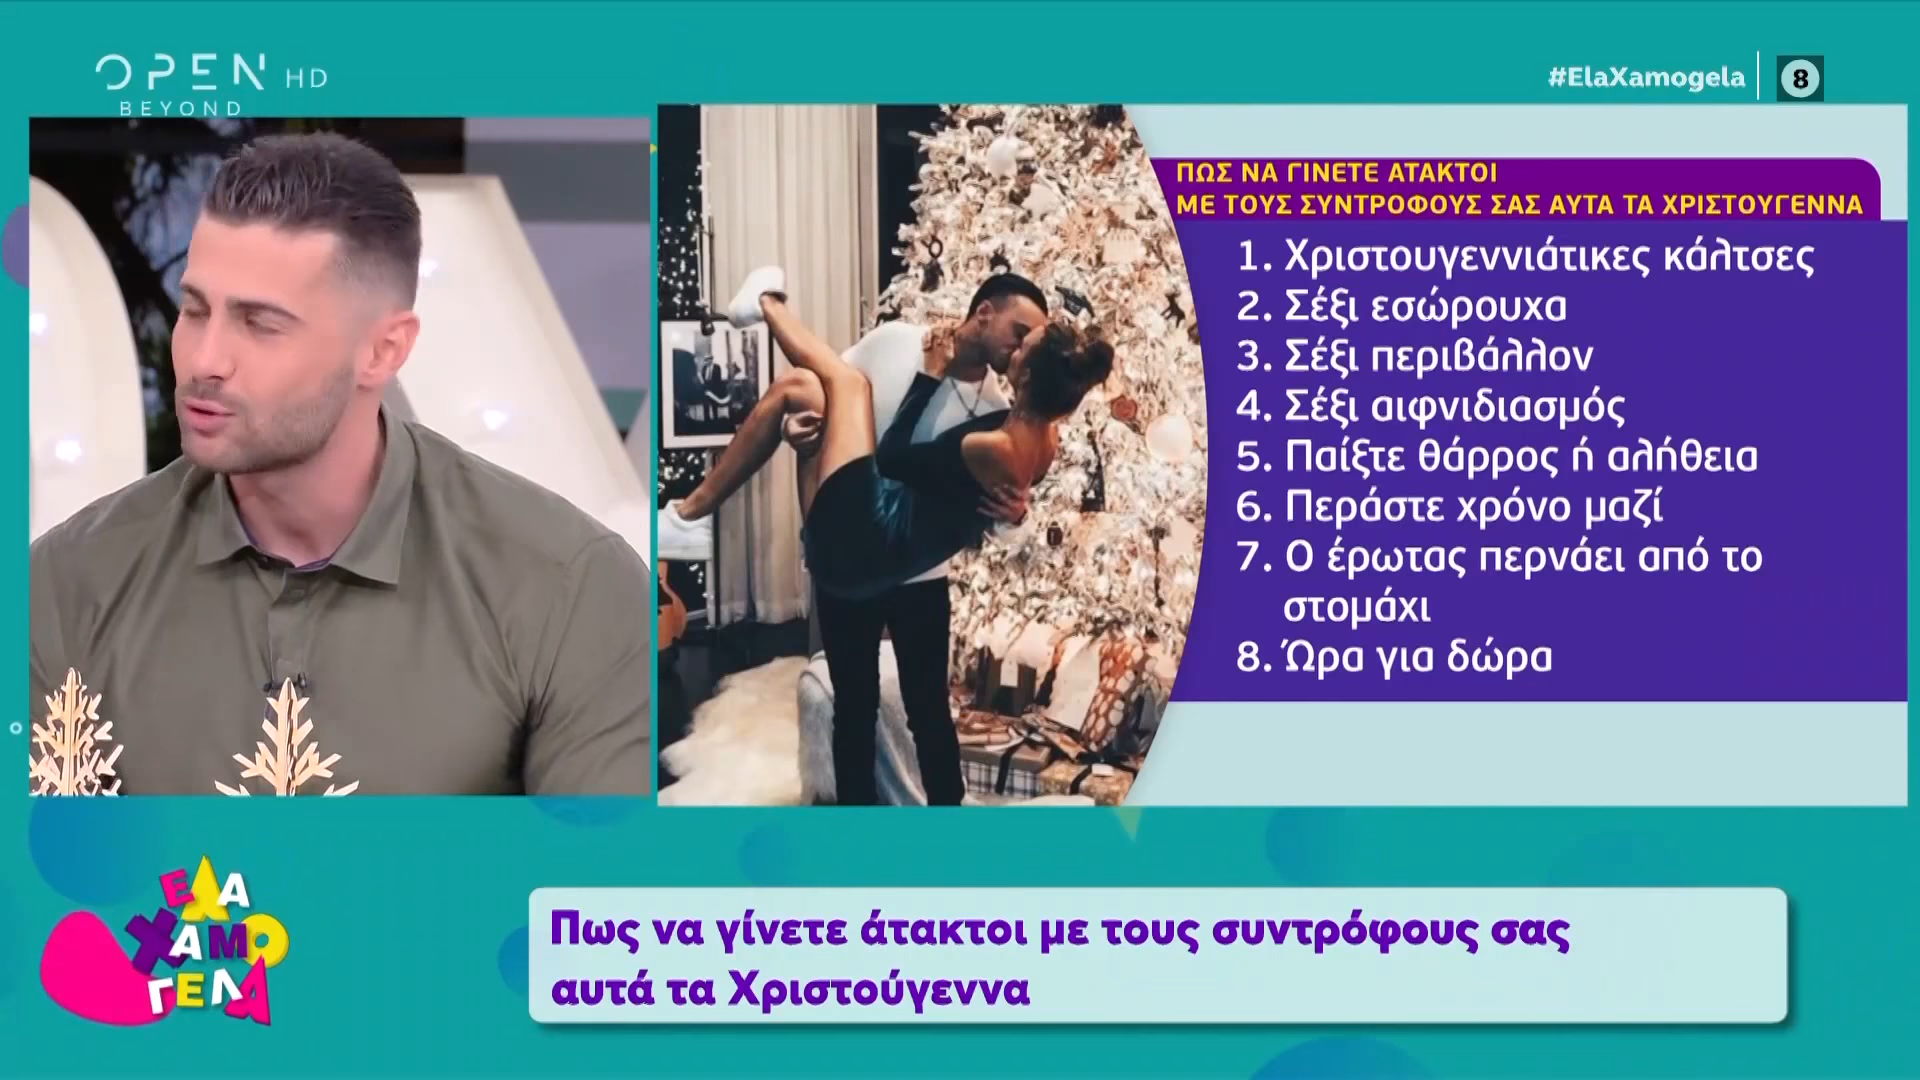 OPEN HD
BEYOND
#ElaXamogela
8
ΠΩΣ ΝΑ ΓΙΝΕΤΕ ΑΤΑΚΤΟΙ
ΜΕ ΤΟΥΣ ΣΥΝΤΡΟΦΟΥΣ ΣΑΣ ΑΥΤΑ ΤΑ ΧΡΙΣΤΟΥΓΕΝΝΑ
1. Χριστουγεννιάτικες κάλτσες
2. Σέξι εσώρουχα
3. Σέξι περιβάλλον
4. Σέξι αιφνιδιασμός
5. Παίξτε θάρρος ή αλήθεια
6. Περάστε χρόνο μαζί
7. Ο έρωτας περνάει από το
στομάχι
8. Ώρα για δώρα
ΕΛΑ
ΧΑΜΟ
ΓΕΛΑ
Πως να γίνετε άτακτοι με τους συντρόφους σας
αυτά τα Χριστούγεννα